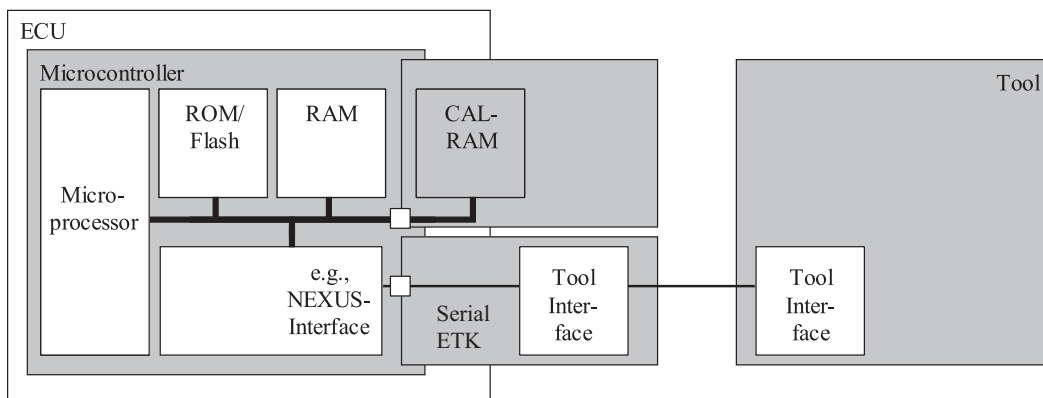 ECU
Microcontroller
Tool
ROM/
Flash
RAM
CAL-
RAM
Micro-
processor
e.g.,
NEXUS-
Interface
Serial
ETK
Tool
Inter-
face
Tool
Inter-
face